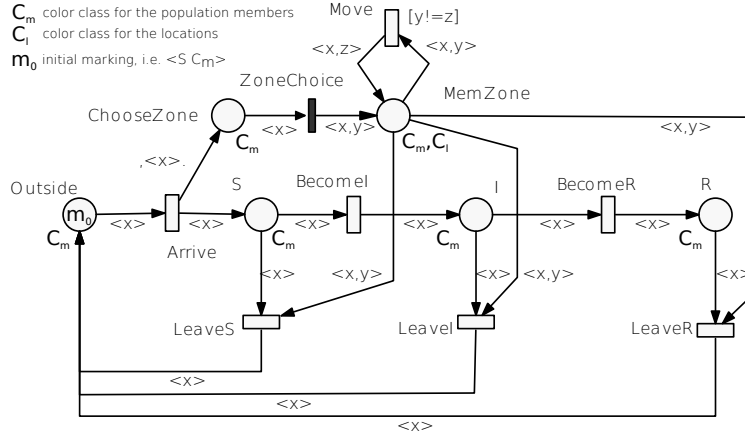 Cm color class for the population members
Cl color class for the locations
m0 initial marking, i.e. <S Cm>
Move
[y!=z]
<x,z>
<x,y>
ZoneChoice
ChooseZone
MemZone
<x>
<x,y>
<x,y>
Cm
Cm,Cl
,<x>.
Outside
S
BecomeI
I
BecomeR
R
m0
<x>
<x>
<x>
<x>
<x>
<x>
Cm
Cm
Cm
Cm
Arrive
<x>
<x,y>
<x>
<x,y>
<x>
LeaveS
LeaveI
LeaveR
<x>
<x>
<x>